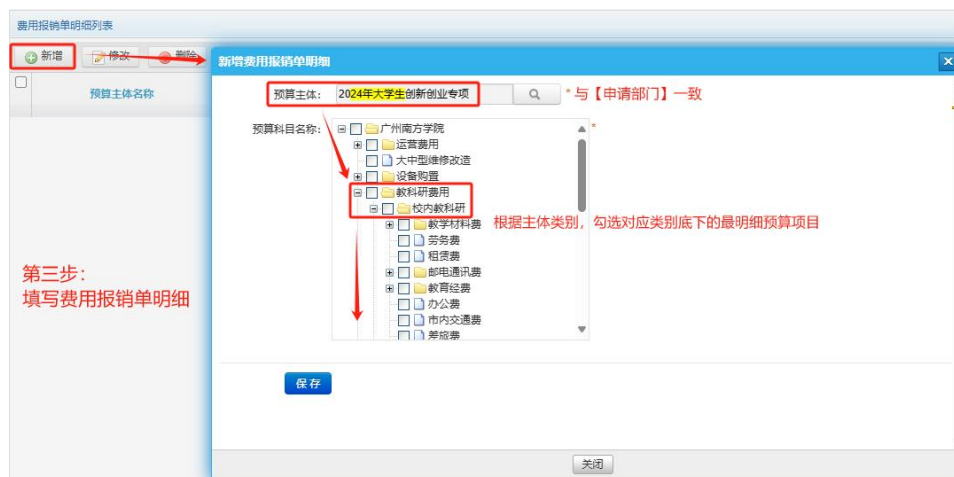 费用报销单明细列表
新增 修改 删除
预算主体名称
新增费用报销单明细
预算主体: 2024年大学生创新创业专项 *与【申请部门】一致
预算科目名称: 广州南方学院 *
运营费用
大中型维修改造
设备购置
教科研费用
校内教科研
教学材料费
根据主体类别，勾选对应类别底下的最明细预算项目
劳务费
租赁费
邮电通讯费
教育经费
办公费
市内交通费
差旅费
第三步:
填写费用报销单明细
保存
关闭